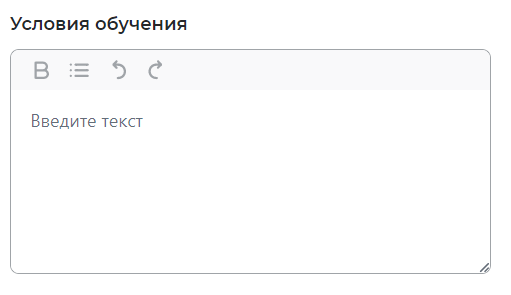 Условия обучения
B
Введите текст